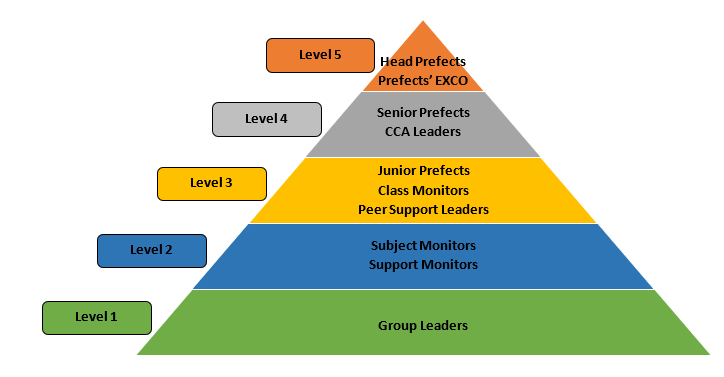 Level 5
Head Prefects
Prefects’ EXCO
Level 4
Senior Prefects
CCA Leaders
Level 3
Junior Prefects
Class Monitors
Peer Support Leaders
Level 2
Subject Monitors
Support Monitors
Level 1
Group Leaders